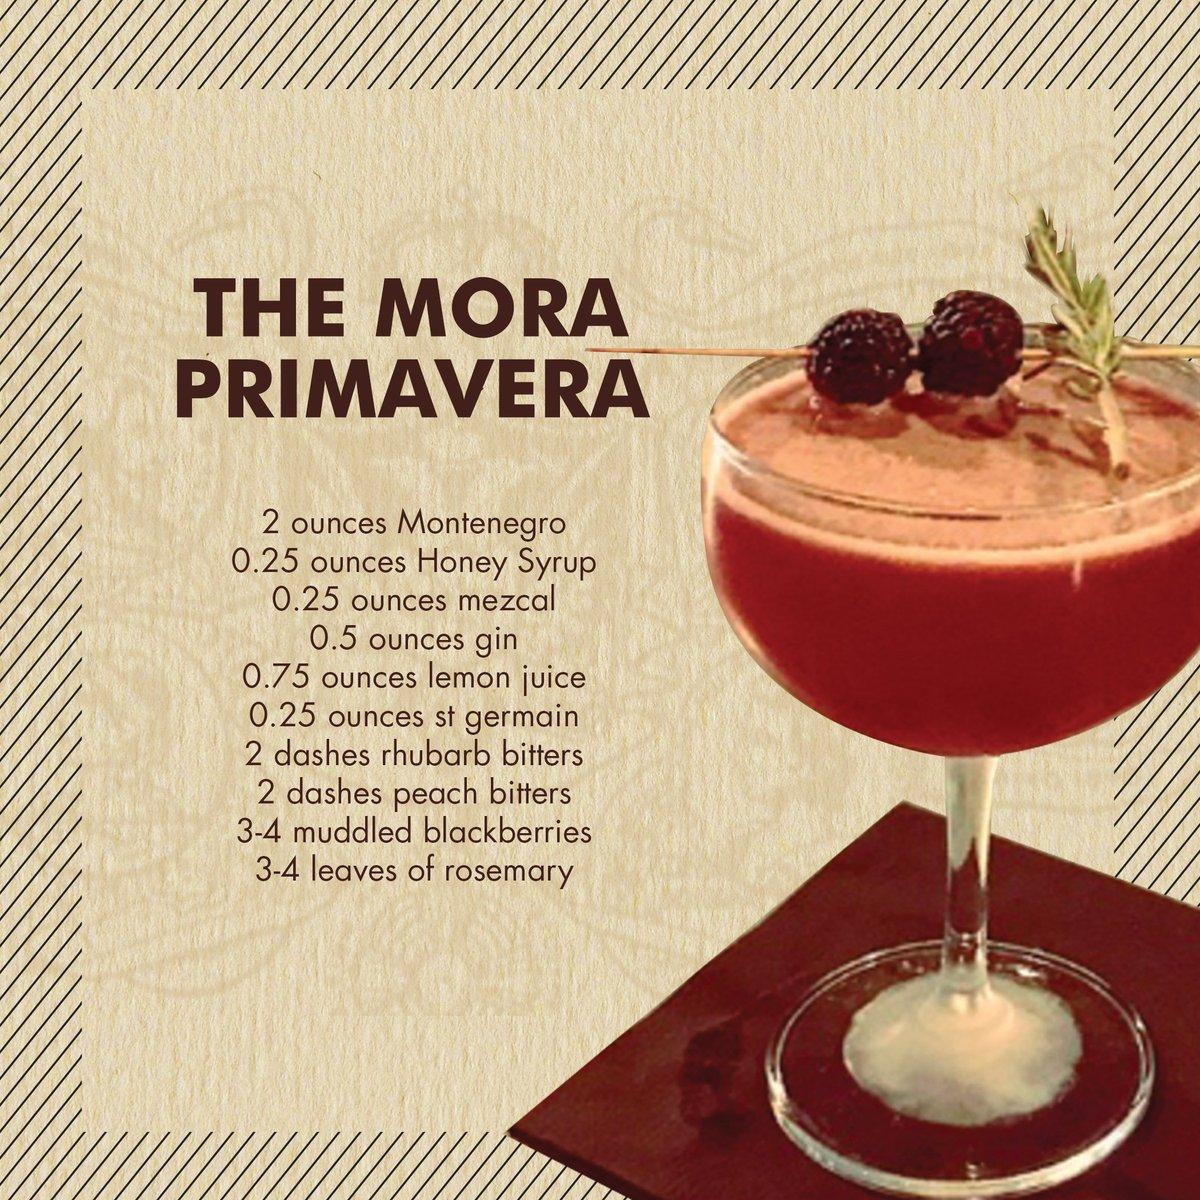 THE MORA
PRIMAVERA
2 ounces Montenegro
0.25 ounces Honey Syrup
0.25 ounces mezcal
0.5 ounces gin
0.75 ounces lemon juice
0.25 ounces st germain
2 dashes rhubarb bitters
2 dashes peach bitters
3-4 muddled blackberries
3-4 leaves of rosemary